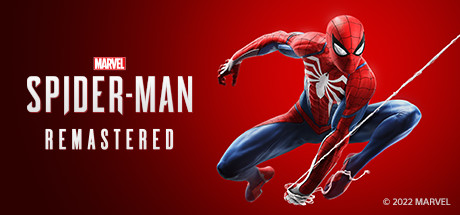 MARVEL
SPIDER-MAN
REMASTERED
© 2022 MARVEL